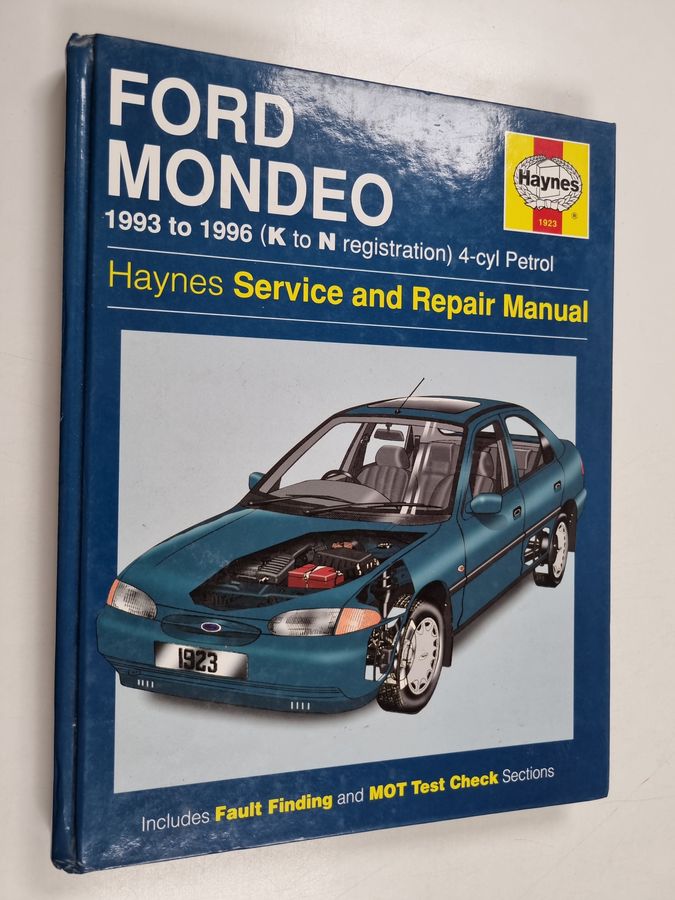 FORD
MONDEO
1993 to 1996 (K to N registration) 4-cyl Petrol
Haynes
®
1923
Haynes Service and Repair Manual
1923
Includes Fault Finding and MOT Test Check Sections